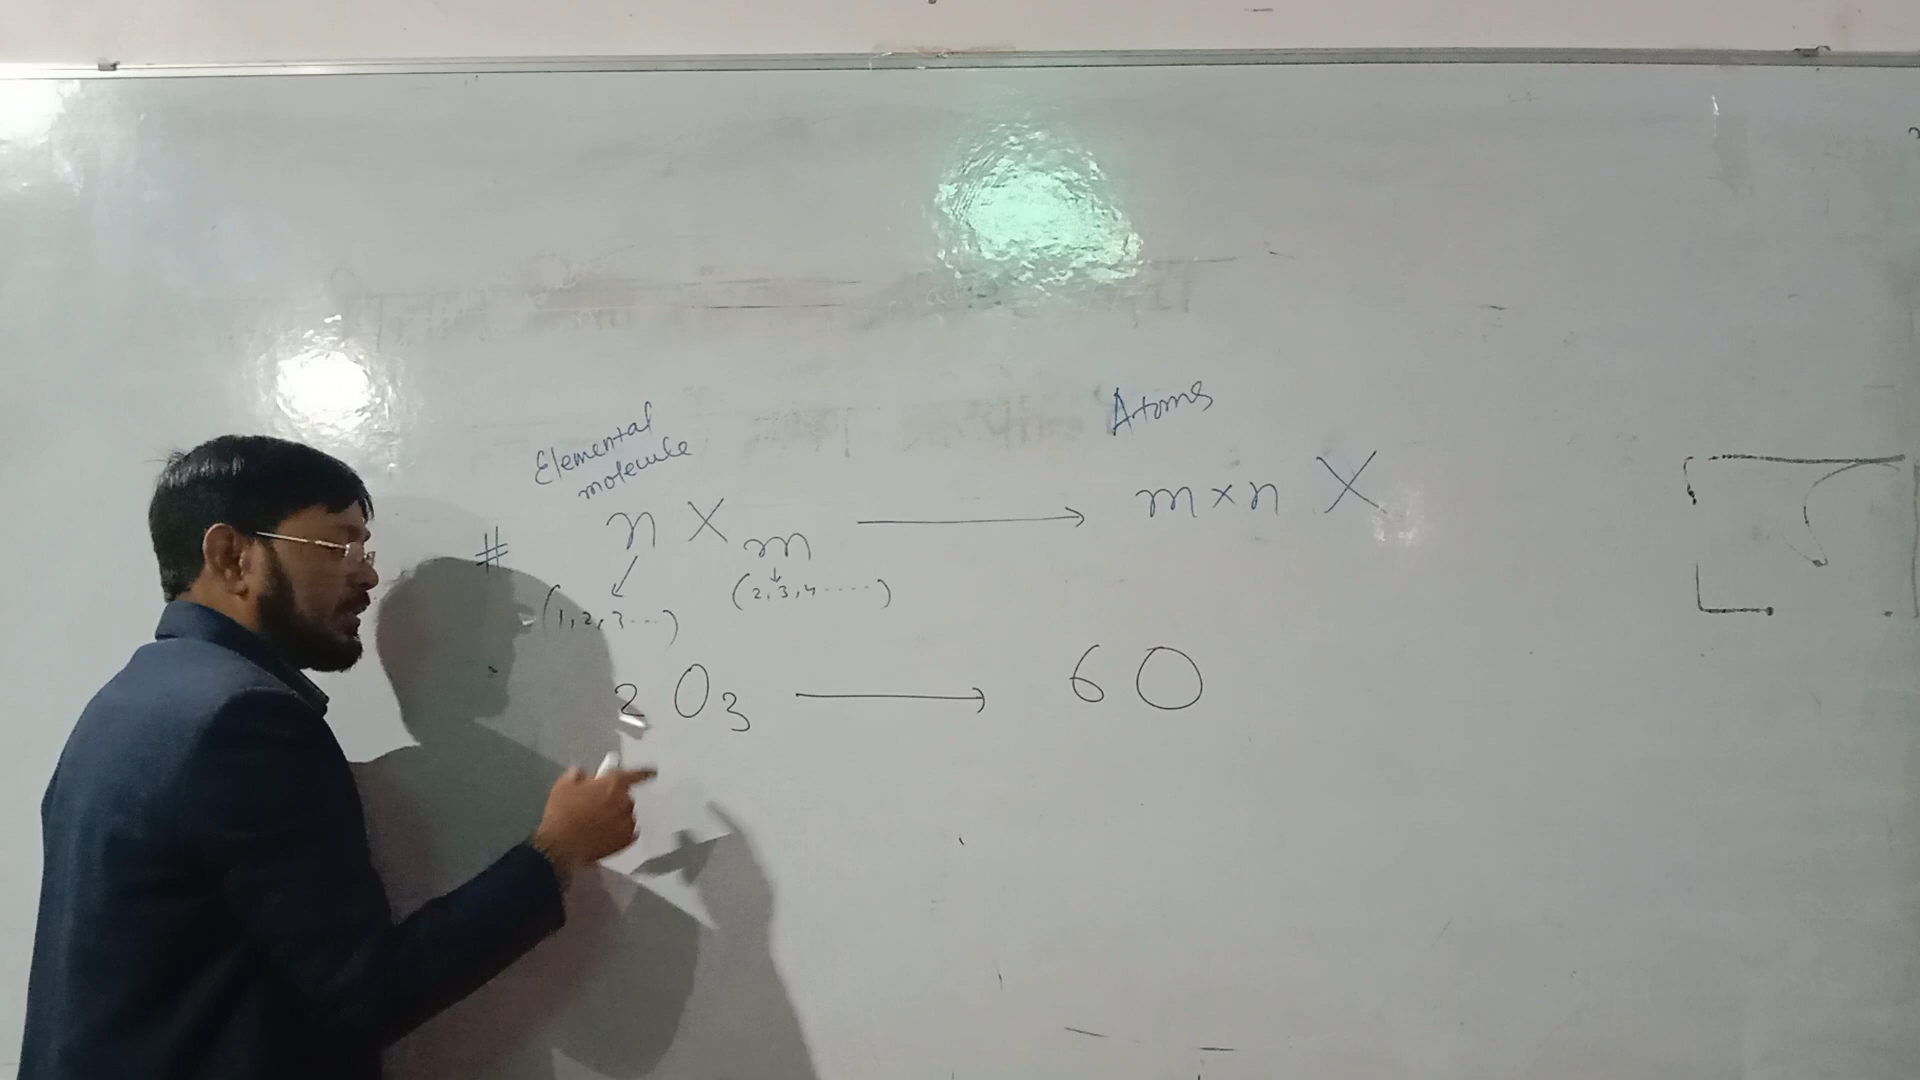 Elemental
molecule
Atoms
# n X m ⟶ m × n X
(1, 2, 3 ...) (2, 3, 4 .....)
2 O3 ⟶ 6 O